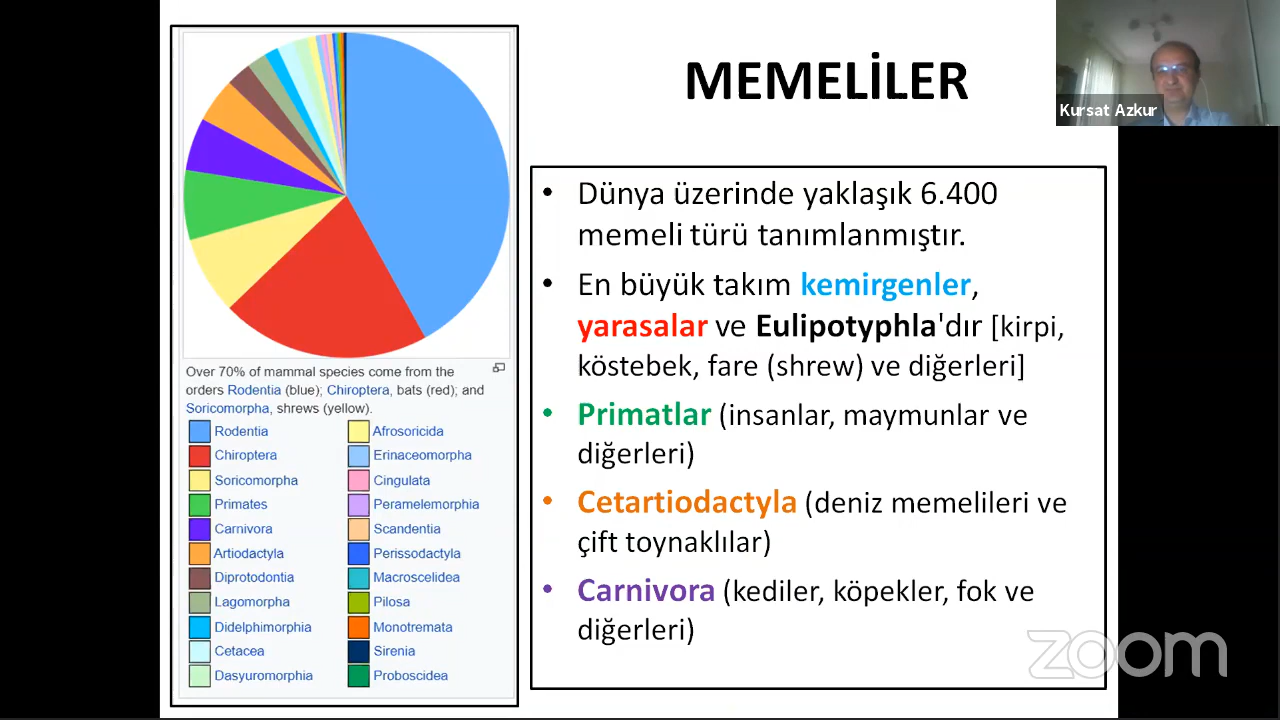 MEMELİLER
Kursat Azkur
Over 70% of mammal species come from the
orders Rodentia (blue); Chiroptera, bats (red); and
Soricomorpha, shrews (yellow).
Rodentia
Chiroptera
Soricomorpha
Primates
Carnivora
Artiodactyla
Diprotodontia
Lagomorpha
Didelphimorphia
Cetacea
Dasyuromorphia
Afrosoricida
Erinaceomorpha
Cingulata
Peramelemorphia
Scandentia
Perissodactyla
Macroscelidea
Pilosa
Monotremata
Sirenia
Proboscidea
• Dünya üzerinde yaklaşık 6.400
memeli türü tanımlanmıştır.
• En büyük takım kemirgenler,
yarasalar ve Eulipotyphla'dır [kirpi,
köstebek, fare (shrew) ve diğerleri]
• Primatlar (insanlar, maymunlar ve
diğerleri)
• Cetartiodactyla (deniz memelileri ve
çift toynaklılar)
• Carnivora (kediler, köpekler, fok ve
diğerleri)
zoom